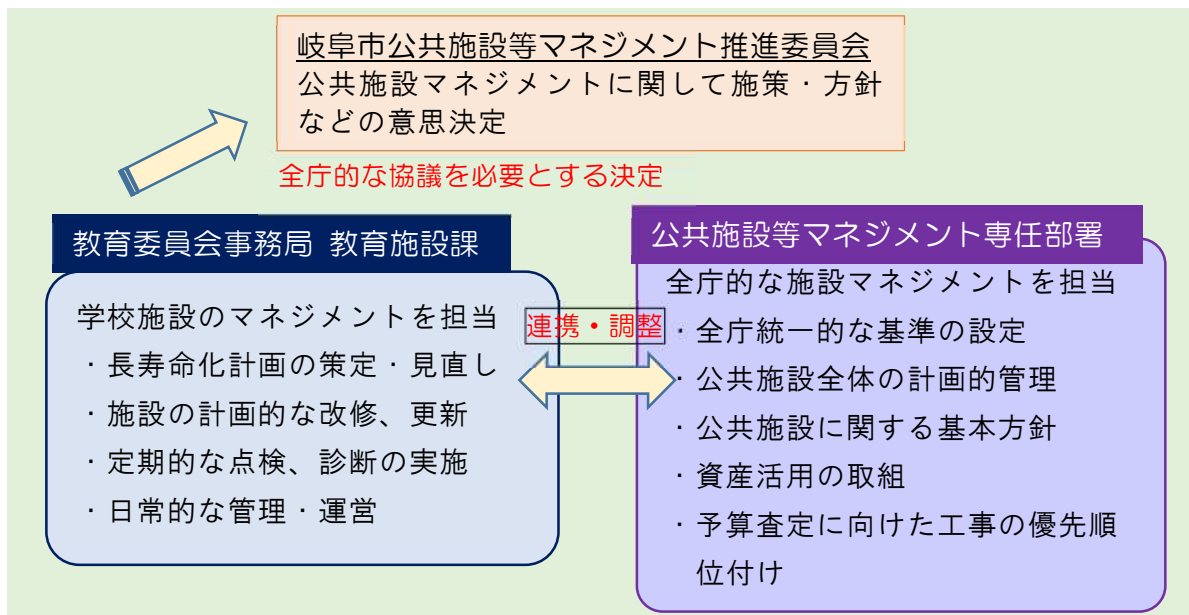 岐阜市公共施設等マネジメント推進委員会
公共施設マネジメントに関して施策・方針
などの意思決定
全庁的な協議を必要とする決定
教育委員会事務局 教育施設課
学校施設のマネジメントを担当
・長寿命化計画の策定・見直し
・施設の計画的な改修、更新
・定期的な点検、診断の実施
・日常的な管理・運営
連携・調整
公共施設等マネジメント専任部署
全庁的な施設マネジメントを担当
・全庁統一的な基準の設定
・公共施設全体の計画的管理
・公共施設に関する基本方針
・資産活用の取組
・予算査定に向けた工事の優先順
位付け